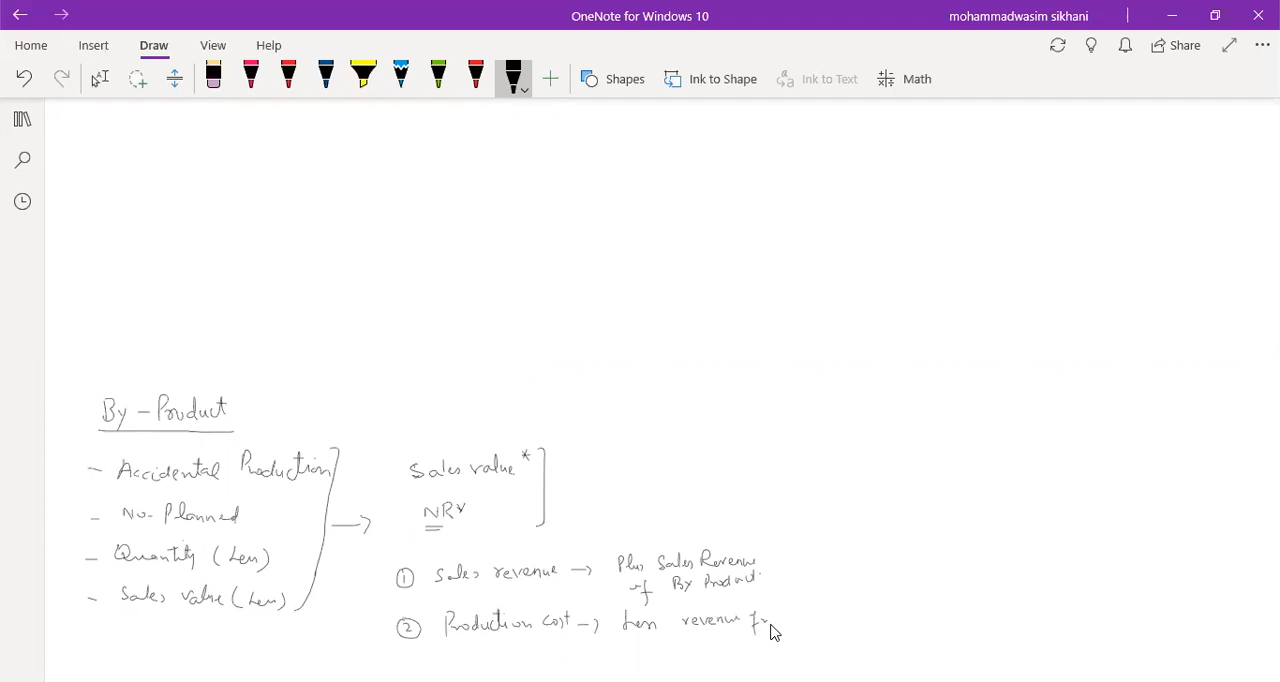 OneNote for Windows 10
mohammadwasim sikhani
Home Insert Draw View Help
Share
Shapes Ink to Shape Ink to Text Math
By - Product
- Accidental Production
- No-Planned
- Quantity (Less)
- Sales value (Less)
Sales value *
NRV
① Sales revenue → Plus Sales Revenue
of By Product.
② Production cost → Less revenue